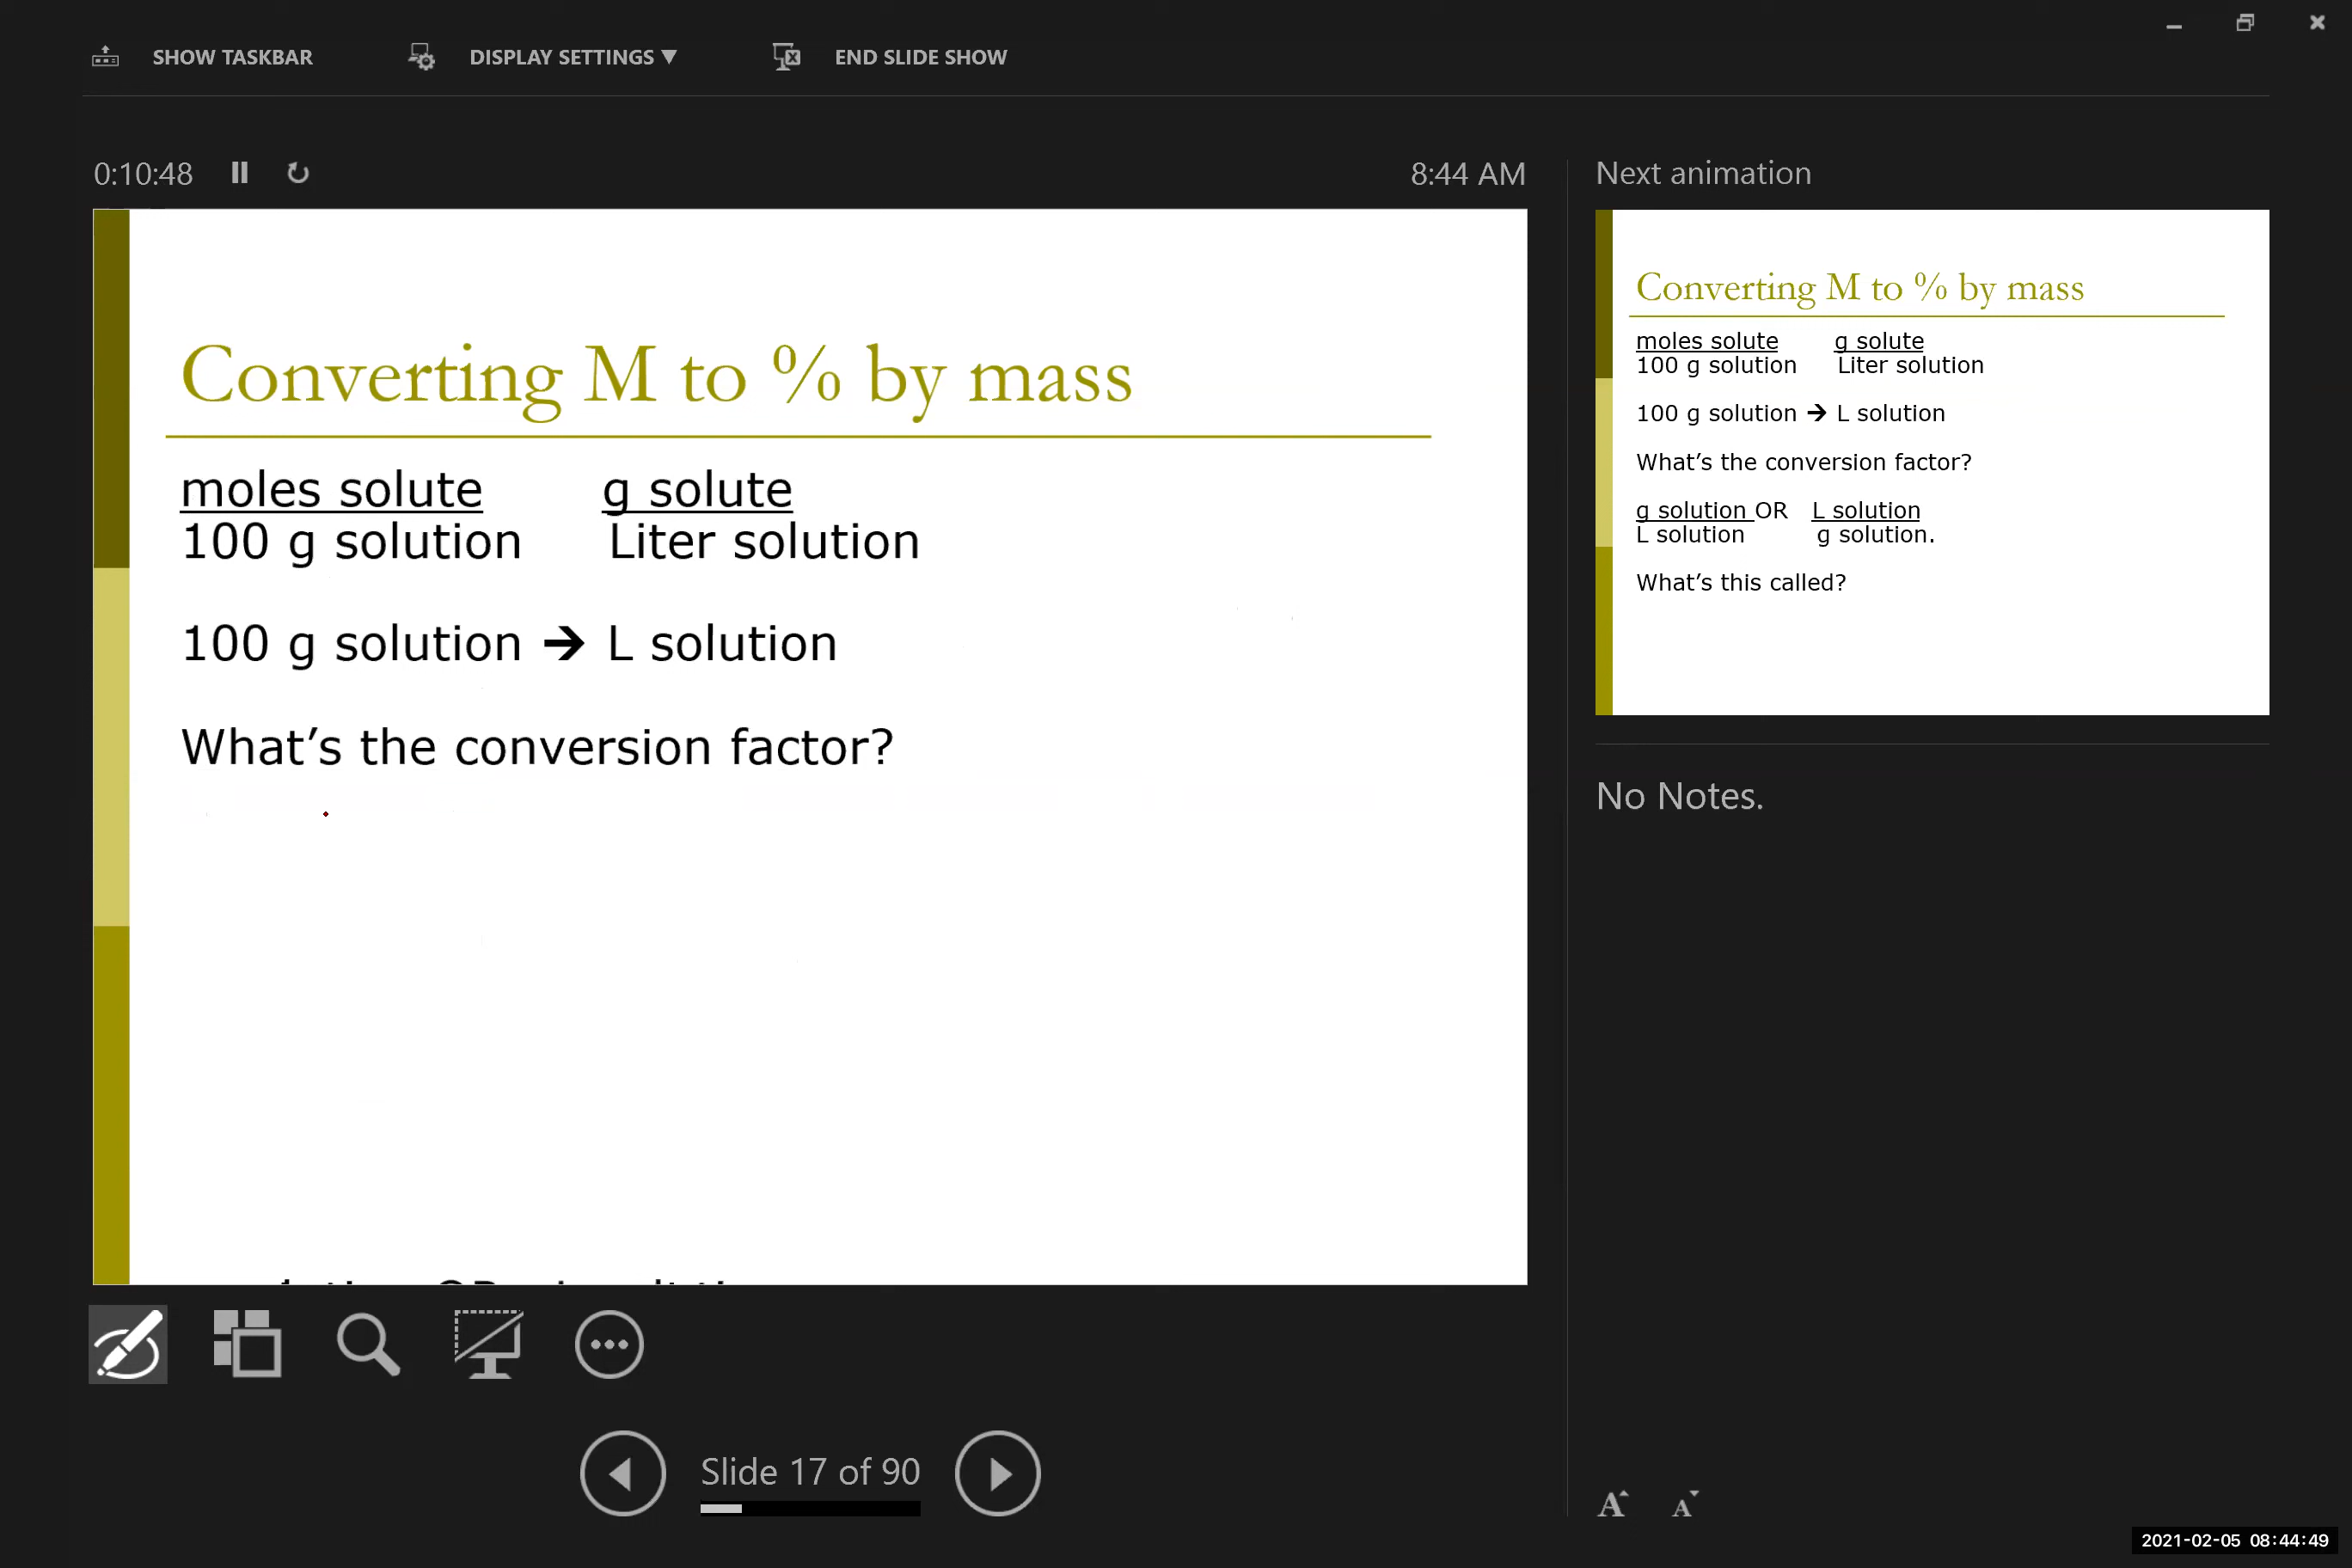 SHOW TASKBAR DISPLAY SETTINGS ▼ END SLIDE SHOW
0:10:48 8:44 AM
Converting M to % by mass
moles solute g solute
100 g solution Liter solution
100 g solution → L solution
What's the conversion factor?
Slide 17 of 90
Next animation
Converting M to % by mass
moles solute g solute
100 g solution Liter solution
100 g solution → L solution
What's the conversion factor?
g solution OR L solution
L solution g solution.
What's this called?
No Notes.
A A
2021-02-05 08:44:49